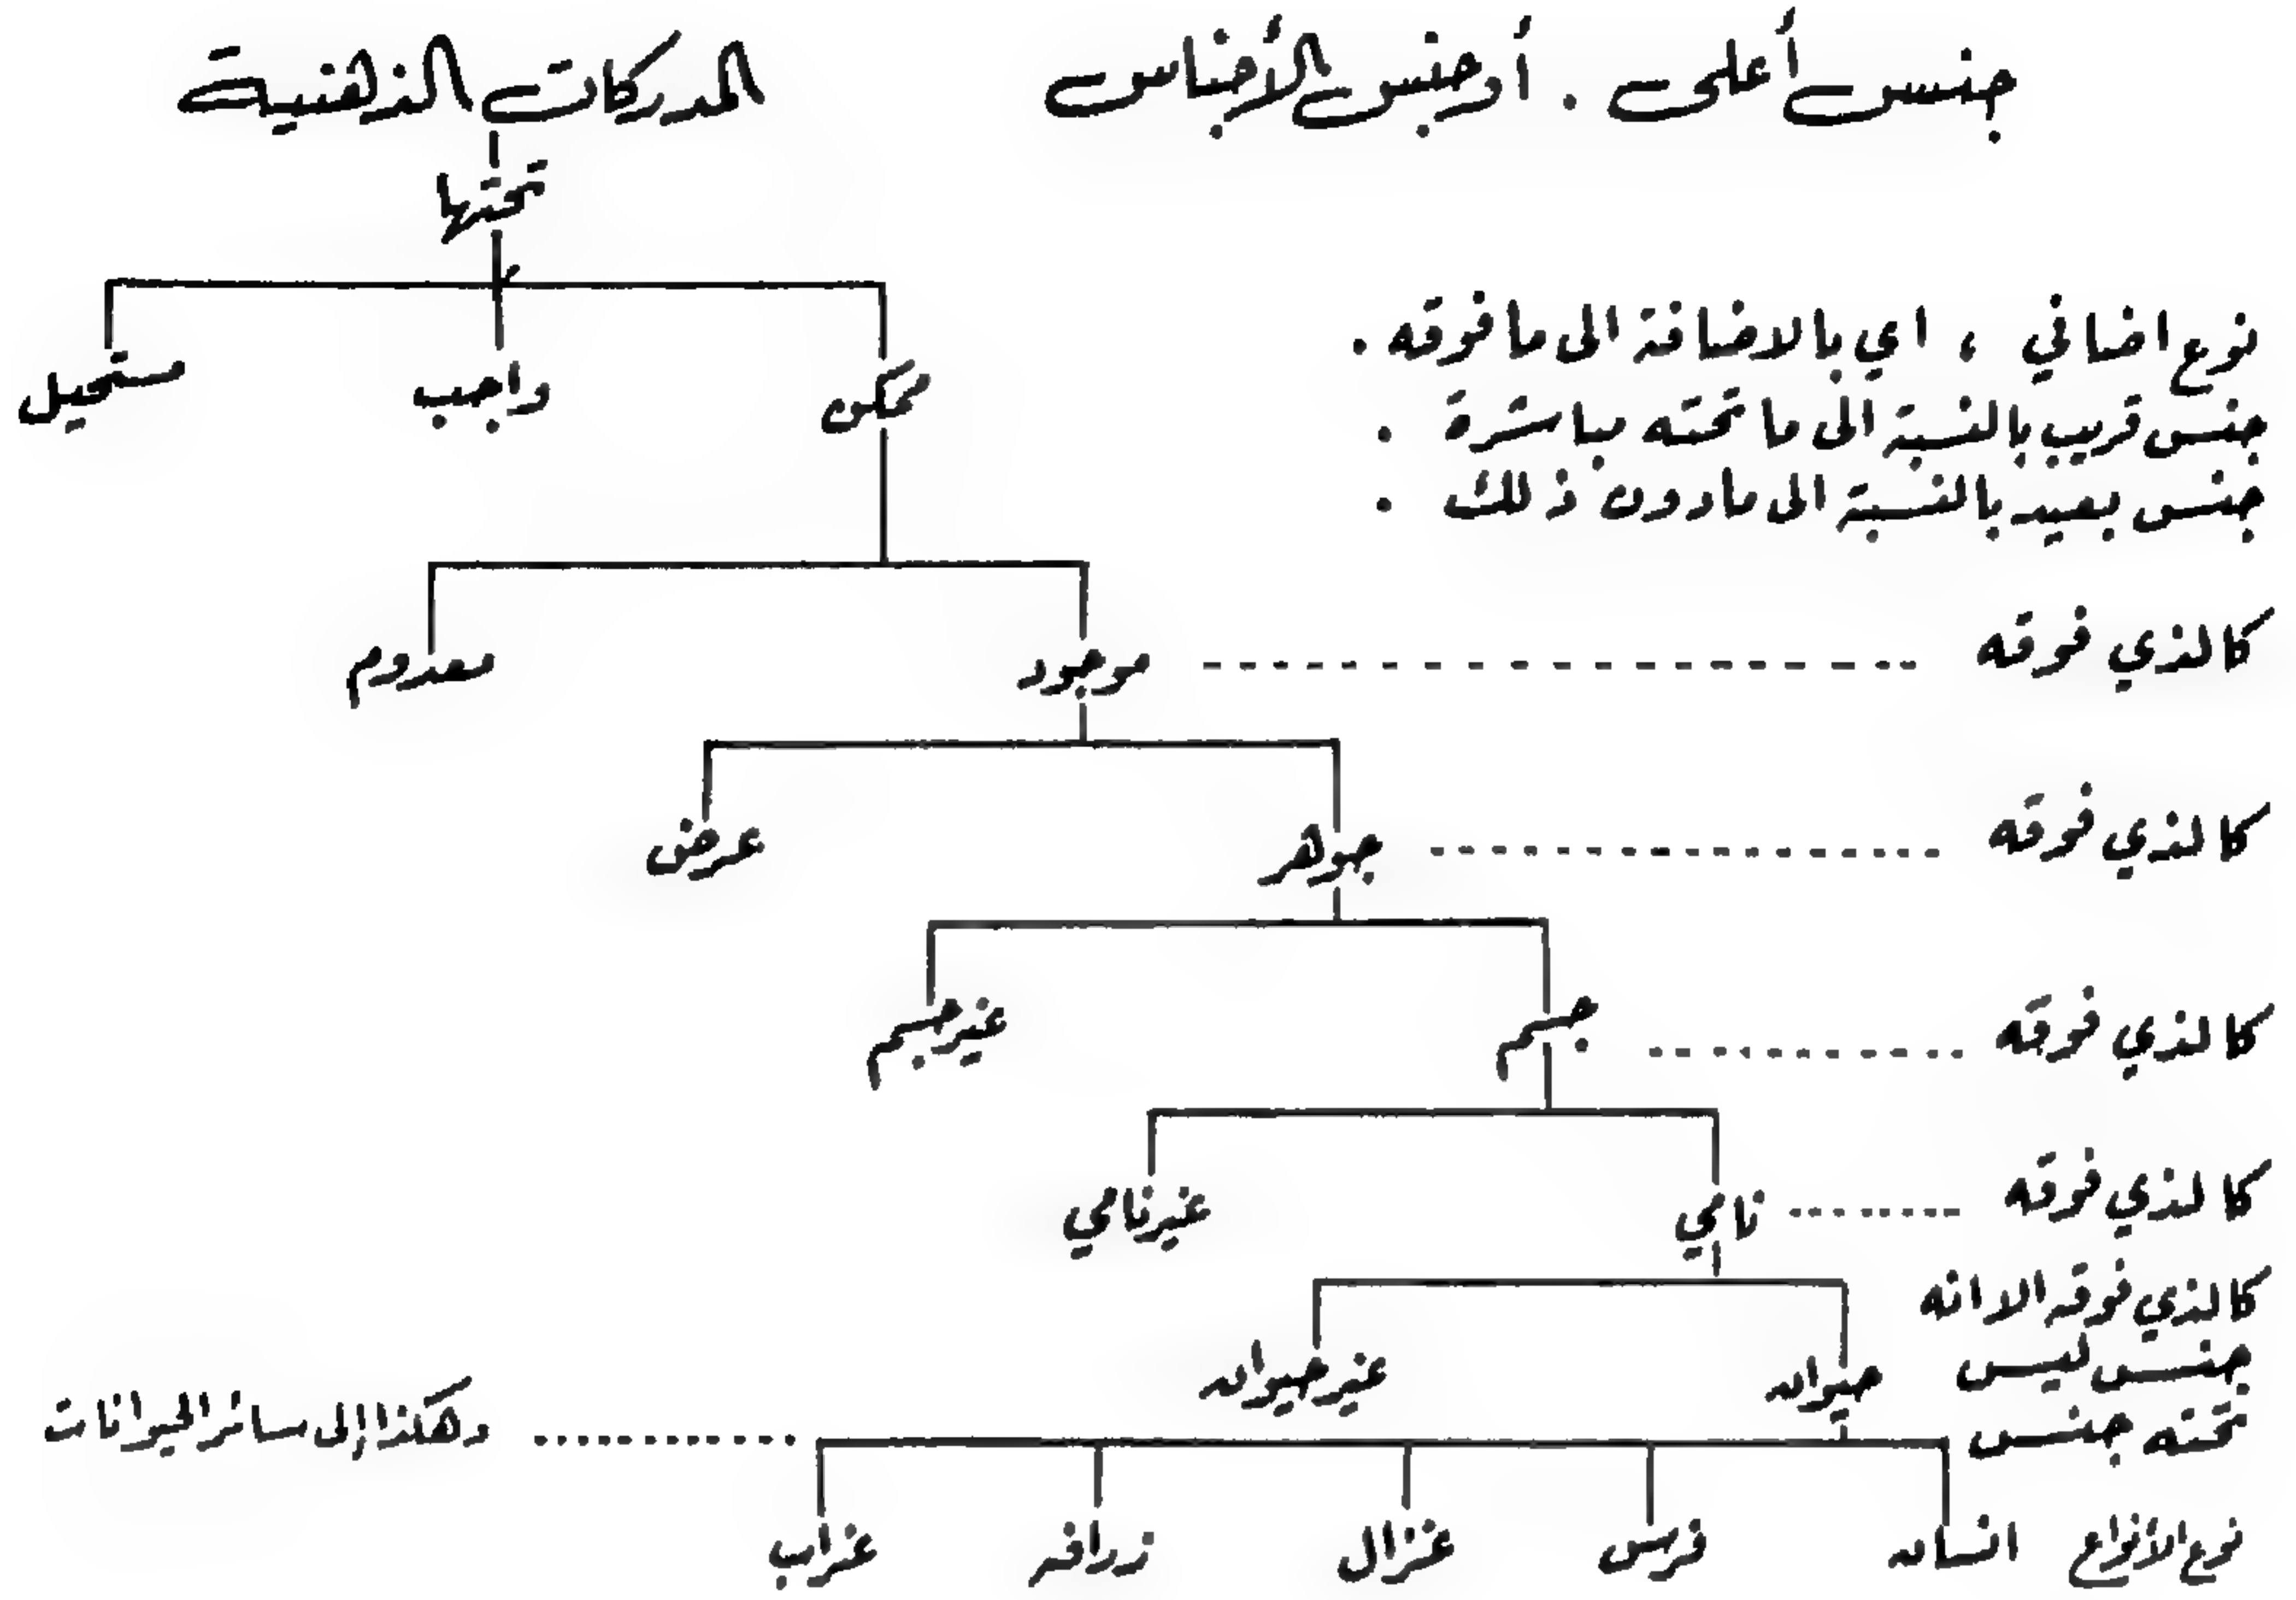 جنس أعلى . أو جنس الأجناس
المدركات الذهنية
تحتها
نوع اضافي ، اي بالاضافة الى ما فوقه .
جنس قريب بالنسبة الى ما تحته مباشرة .
جنس بعيد بالنسبة الى ما دون ذلك .
ممكن
واجب
مستحيل
كالذي فوقه
موجود
معدوم
كالذي فوقه
جوهر
عرض
كالذي فوقه
جسم
غير جسم
كالذي فوقه
نامي
غير نامي
كالذي فوقه الا انه
جنس ليس
تحته جنس
حيوان
غير حيوان
وهكذا إلى سائر الحيوانات
نوع الأنواع
انسان
فرس
غزال
زرافه
غراب